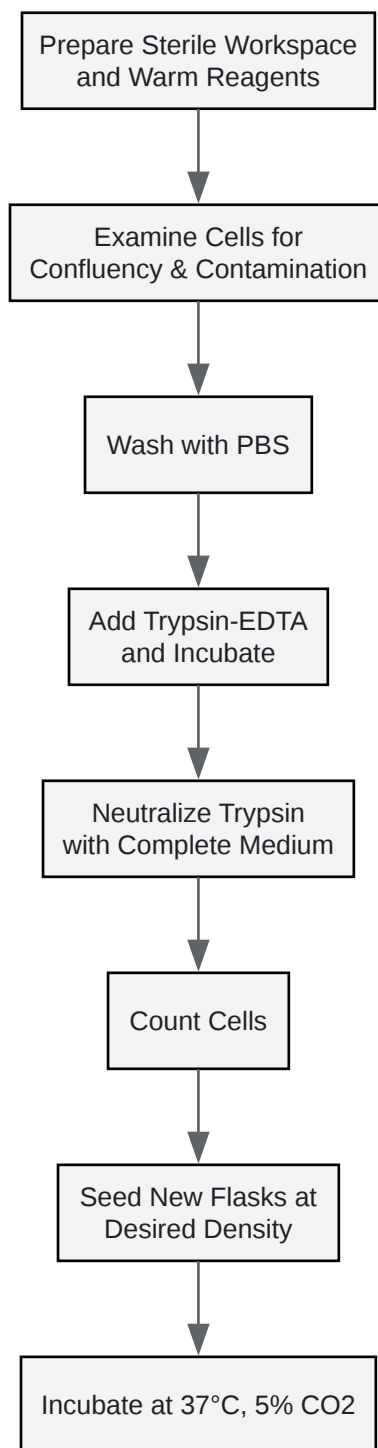 Prepare Sterile Workspace
and Warm Reagents
Examine Cells for
Confluency & Contamination
Wash with PBS
Add Trypsin-EDTA
and Incubate
Neutralize Trypsin
with Complete Medium
Count Cells
Seed New Flasks at
Desired Density
Incubate at 37°C, 5% CO2